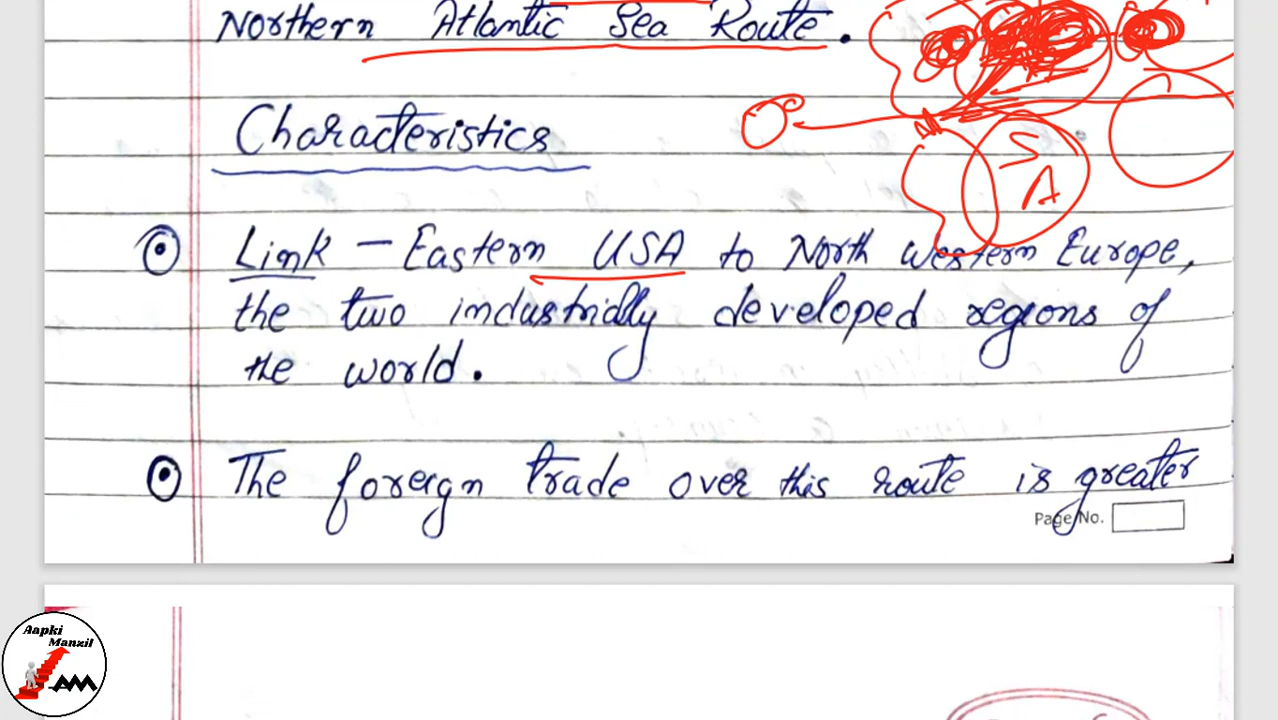 Northern Atlantic Sea Route.
Characteristics
Link - Eastern USA to North Western Europe,
the two industrially developed regions of
the world.
The foreign trade over this route is greater
Page No.
S
A
Aapki
Manzil
AM